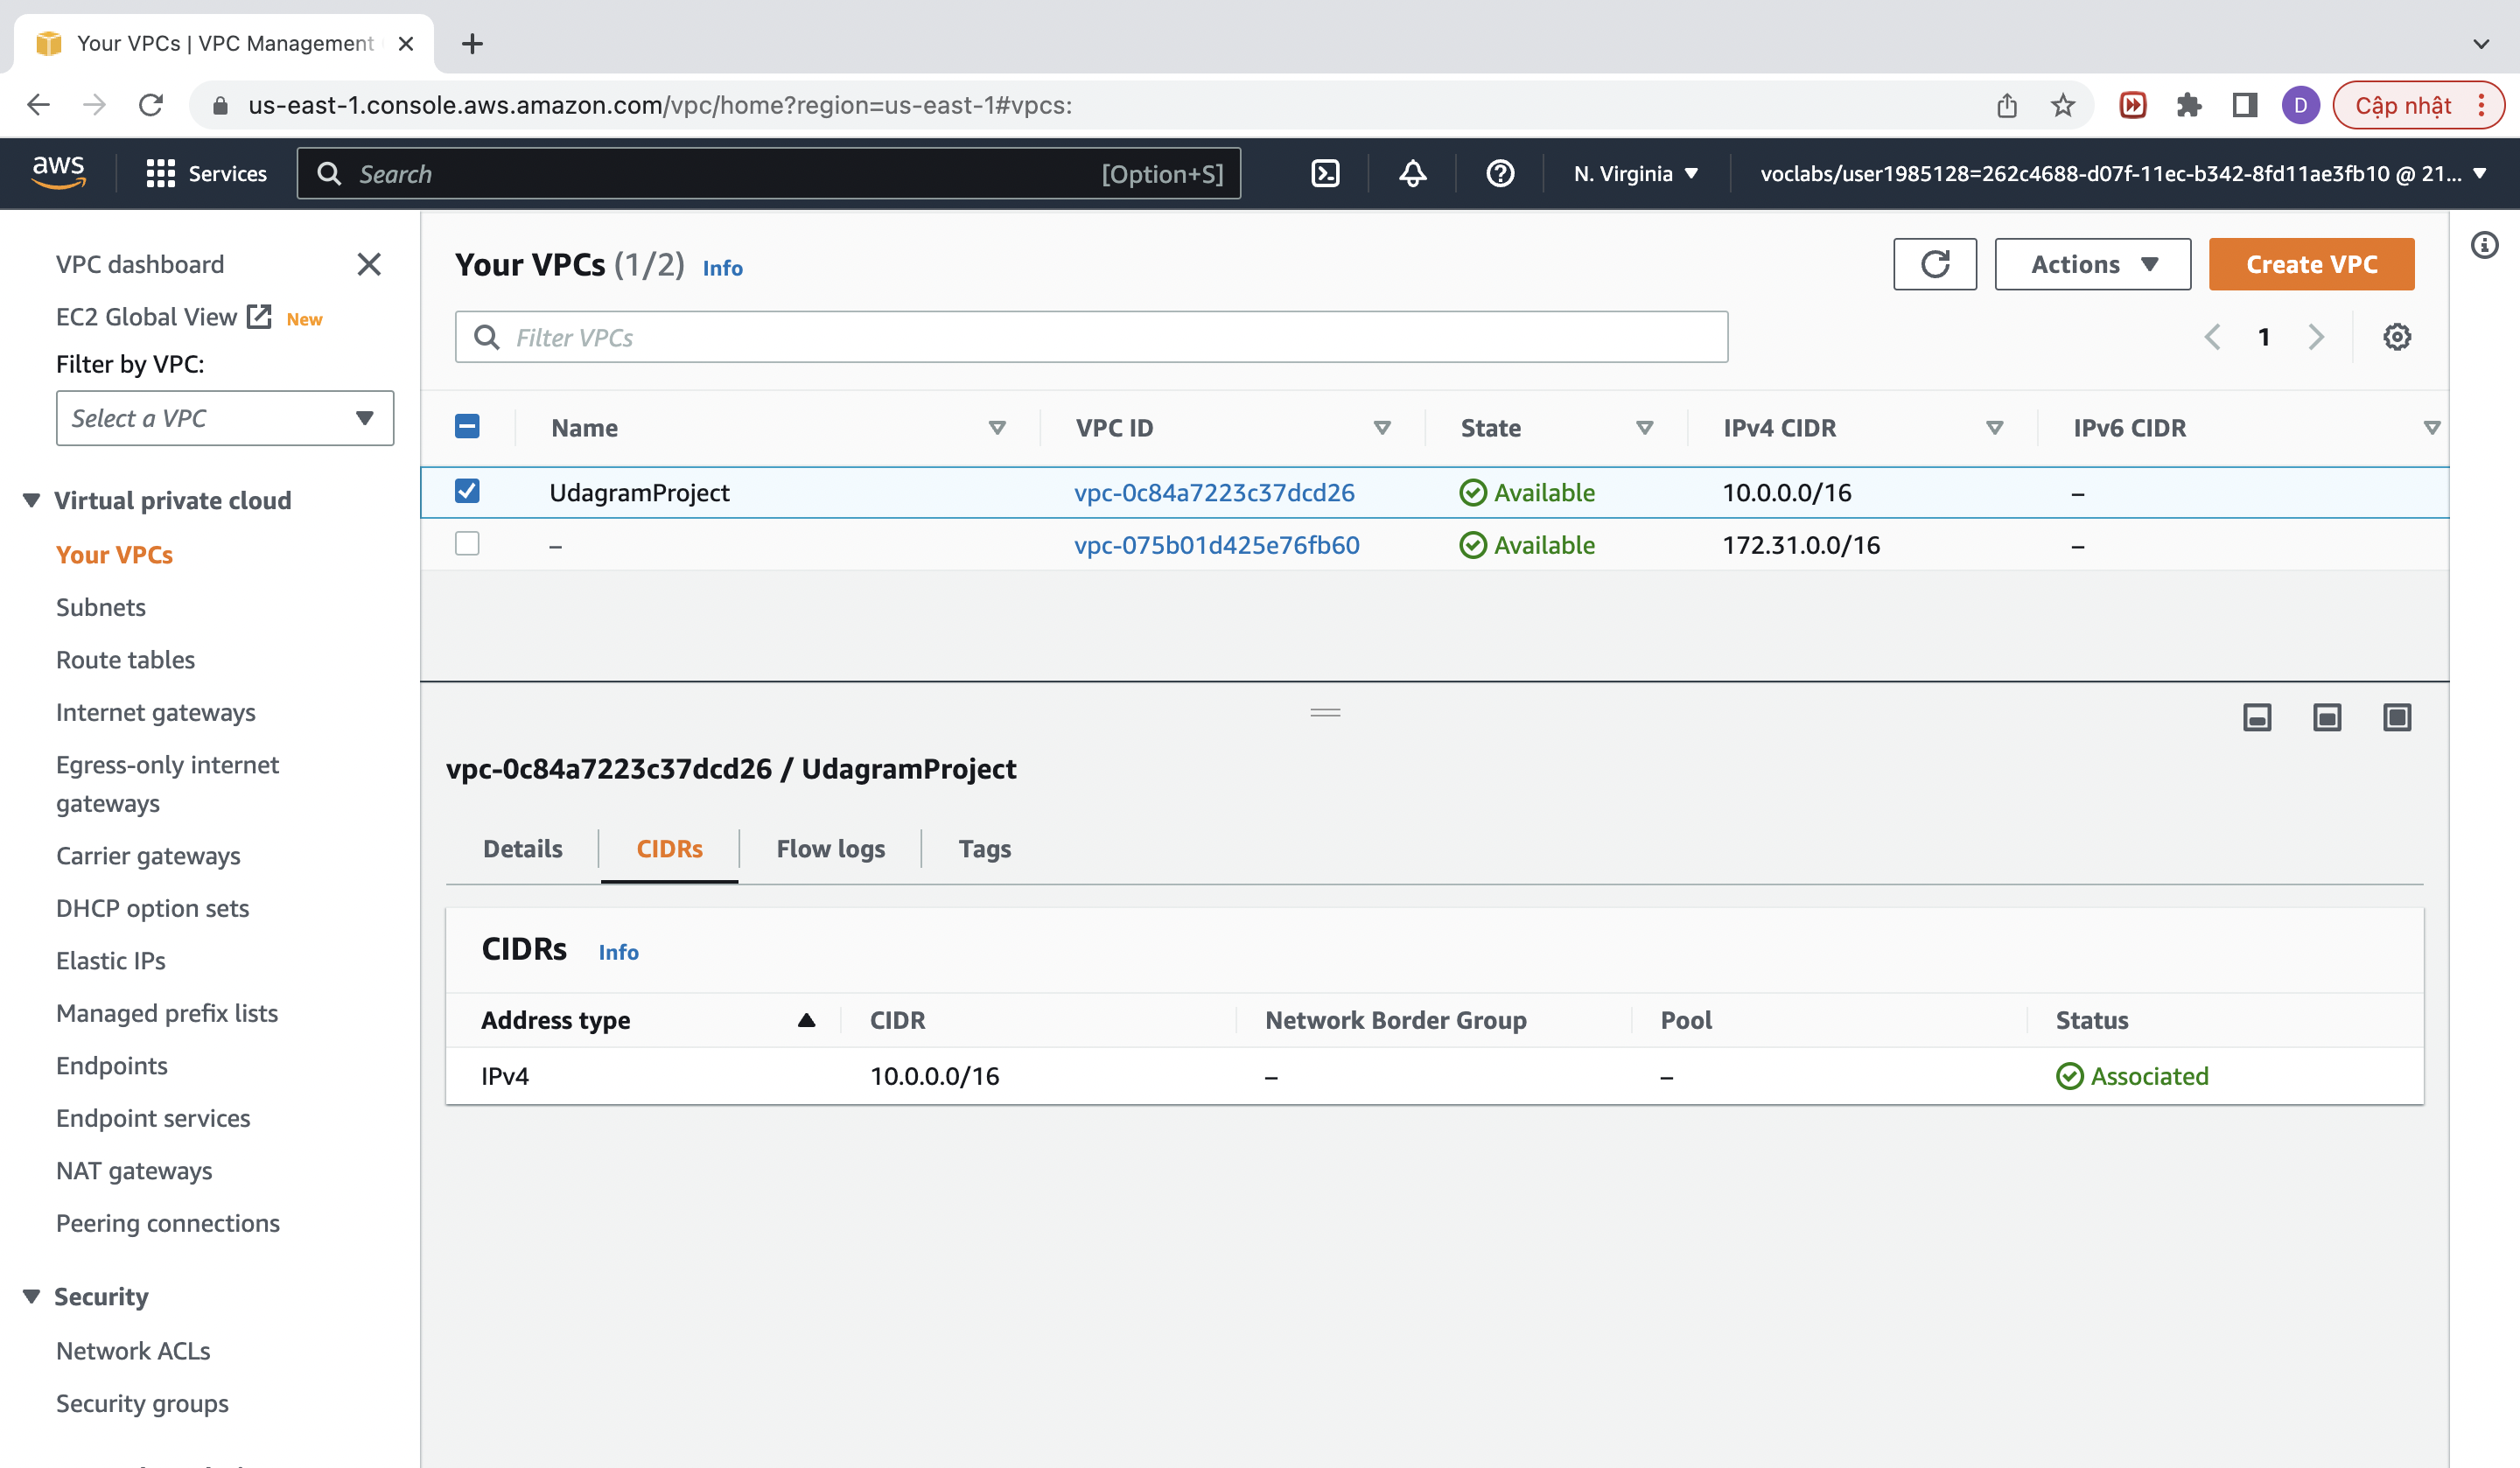 Your VPCs | VPC Management
us-east-1.console.aws.amazon.com/vpc/home?region=us-east-1#vpcs:
D
Cập nhật
aws
Services
Search
[Option+S]
N. Virginia
voclabs/user1985128=262c4688-d07f-11ec-b342-8fd11ae3fb10 @ 21...
VPC dashboard
EC2 Global View New
Filter by VPC:
Select a VPC
Virtual private cloud
Your VPCs
Subnets
Route tables
Internet gateways
Egress-only internet
gateways
Carrier gateways
DHCP option sets
Elastic IPs
Managed prefix lists
Endpoints
Endpoint services
NAT gateways
Peering connections
Security
Network ACLs
Security groups
Your VPCs (1/2) Info
Actions
Create VPC
Filter VPCs
1
Name VPC ID State IPv4 CIDR IPv6 CIDR
UdagramProject vpc-0c84a7223c37dcd26 Available 10.0.0.0/16 –
– vpc-075b01d425e76fb60 Available 172.31.0.0/16 –
vpc-0c84a7223c37dcd26 / UdagramProject
Details CIDRs Flow logs Tags
CIDRs Info
Address type CIDR Network Border Group Pool Status
IPv4 10.0.0.0/16 – – Associated